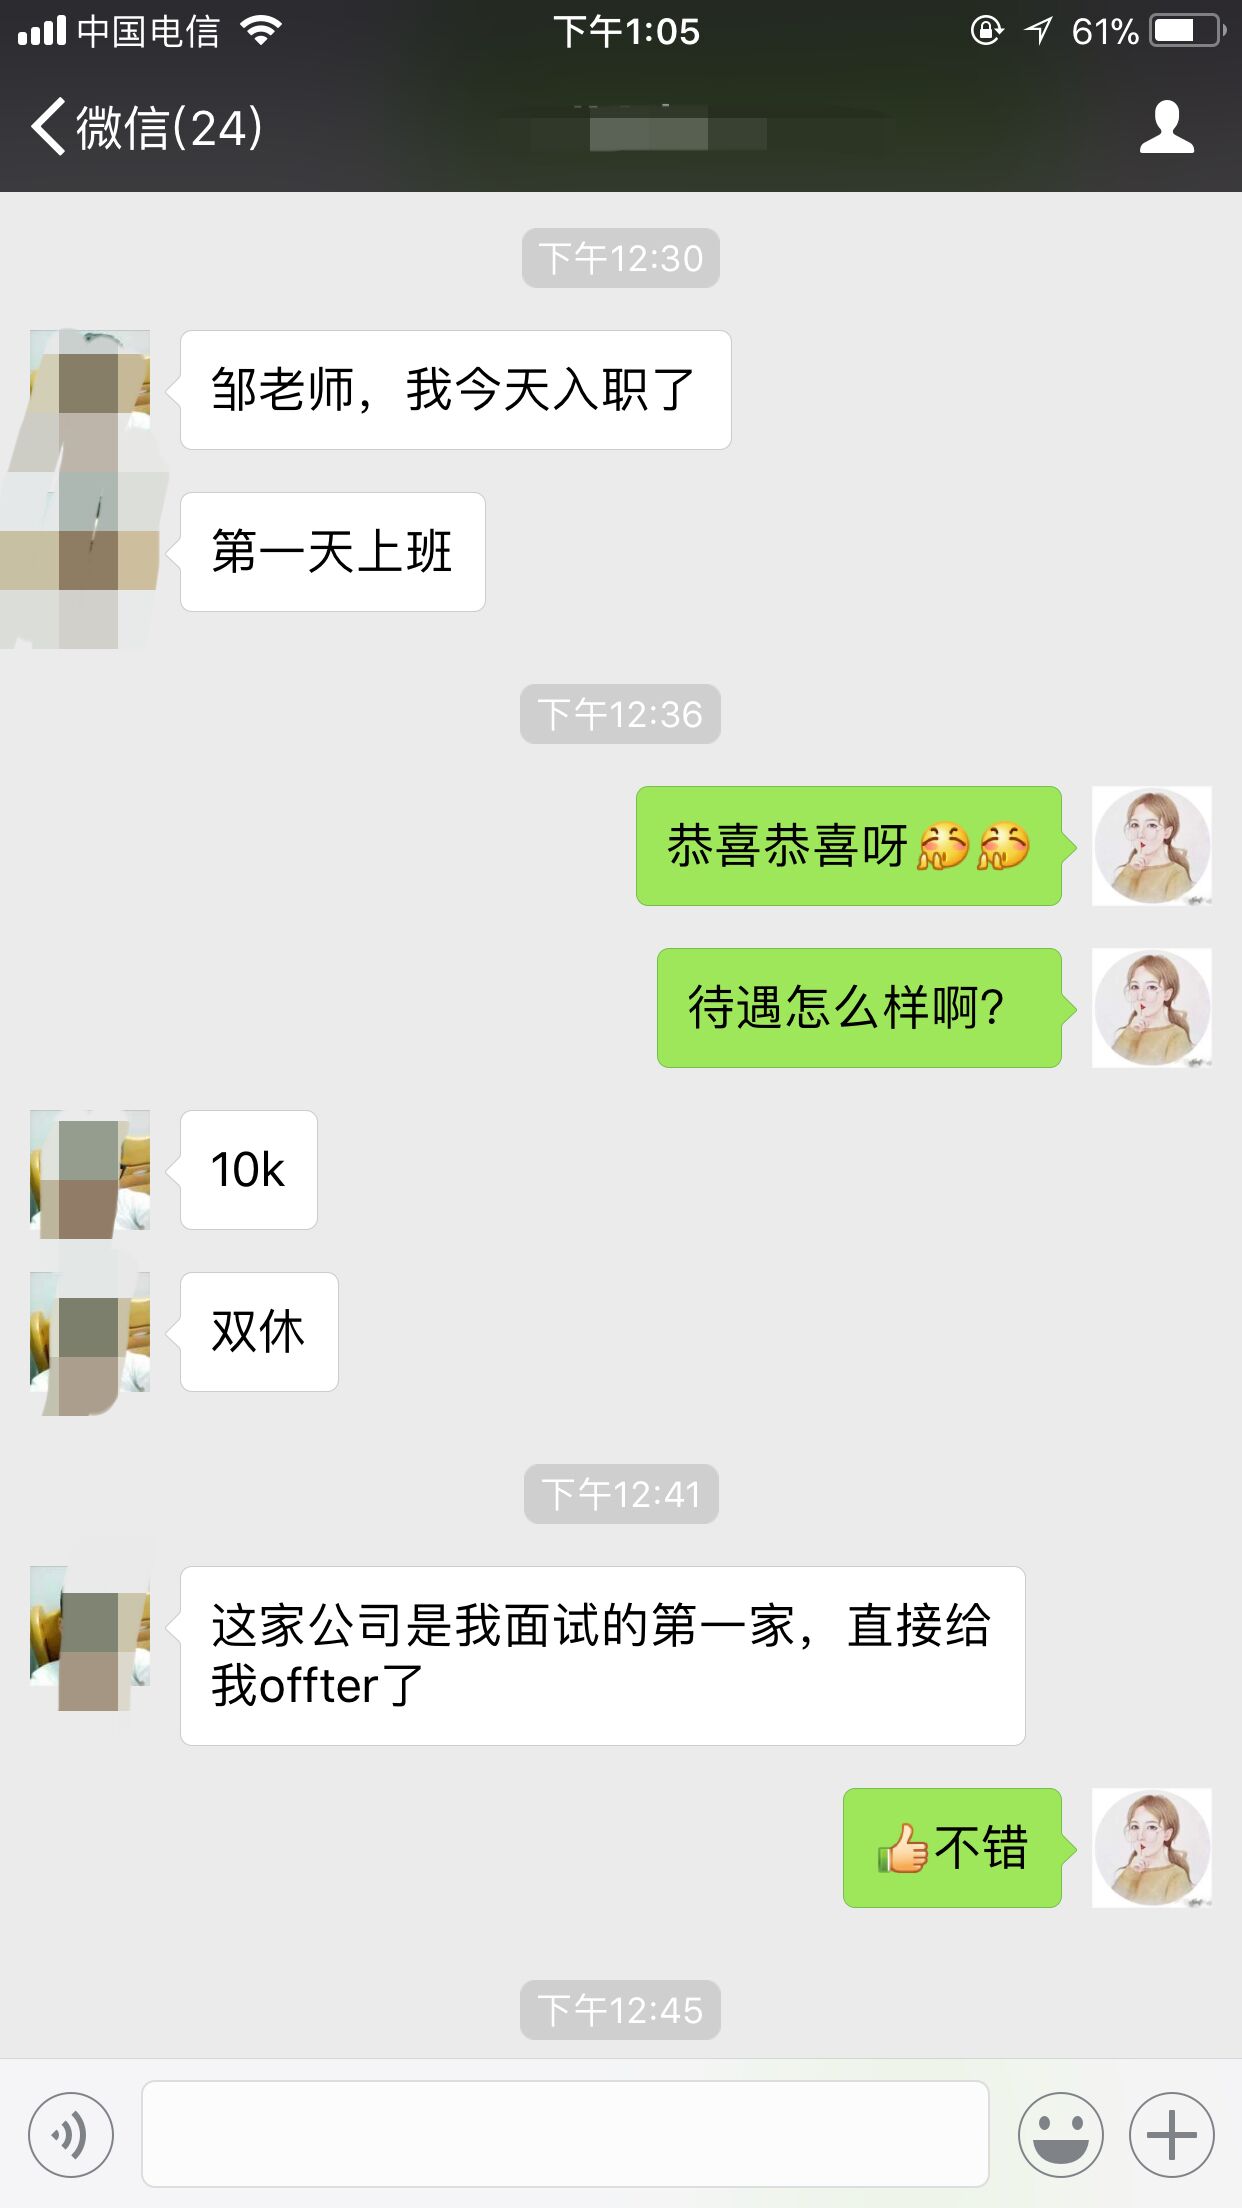 中国电信 下午1:05 61%
微信(24)
下午12:30
邹老师，我今天入职了
第一天上班
下午12:36
恭喜恭喜呀
待遇怎么样啊?
10k
双休
下午12:41
这家公司是我面试的第一家，直接给
我offter了
👍不错
下午12:45